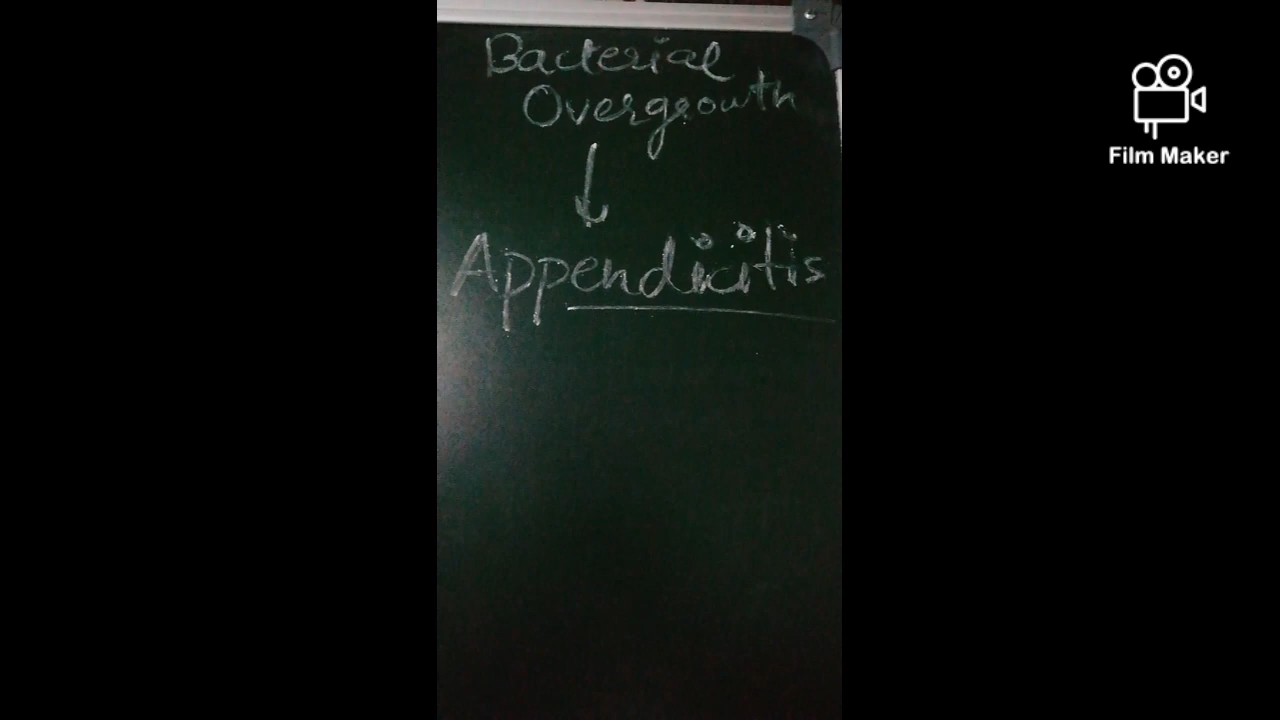 Bacterial
Overgrowth
↓
Appendicitis
Film Maker